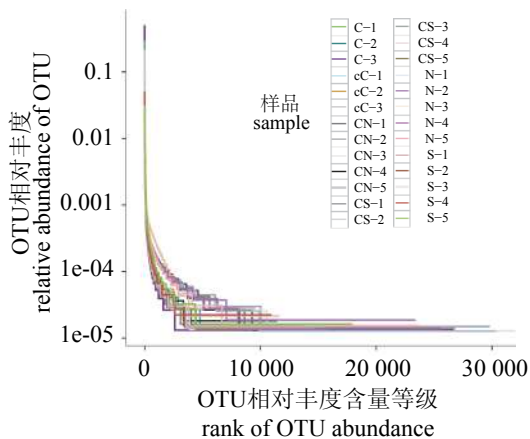 OTU相对丰度
relative abundance of OTU
0.1
0.01
0.001
1e-04
1e-05
0
10 000
20 000
30 000
OTU相对丰度含量等级
rank of OTU abundance
样品
sample
C-1
C-2
C-3
cC-1
cC-2
cC-3
CN-1
CN-2
CN-3
CN-4
CN-5
CS-1
CS-2
CS-3
CS-4
CS-5
N-1
N-2
N-3
N-4
N-5
S-1
S-2
S-3
S-4
S-5